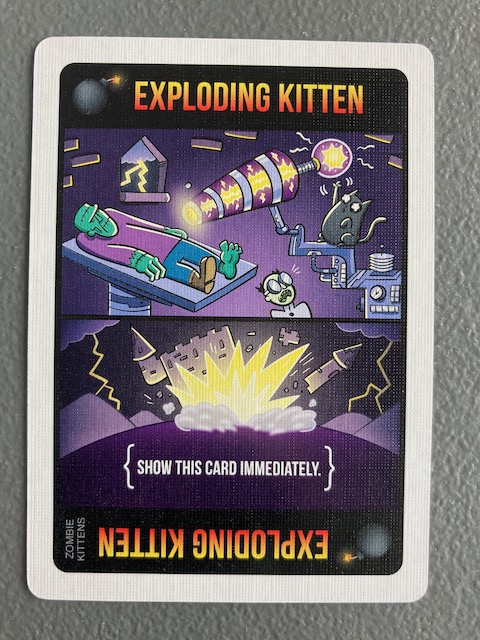 EXPLODING KITTEN
{SHOW THIS CARD IMMEDIATELY.}
ZOMBIE
KITTENS
EXPLODING KITTEN